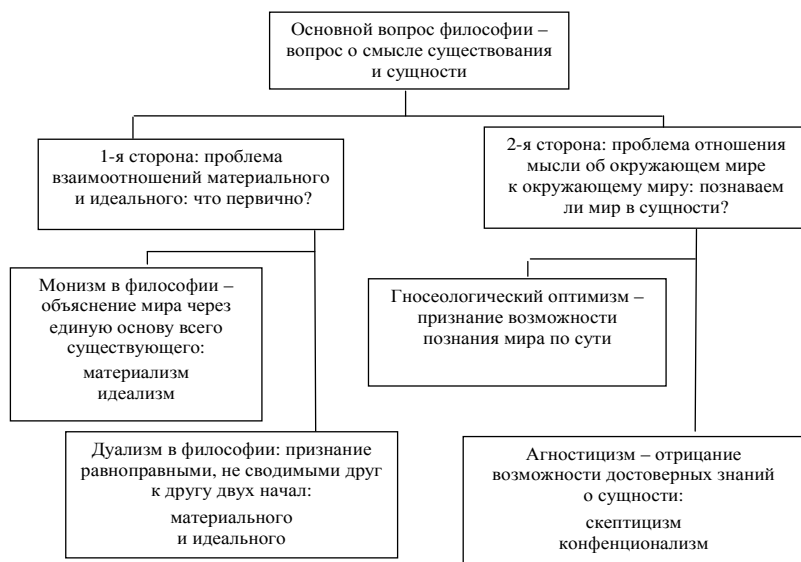 Основной вопрос философии –
вопрос о смысле существования
и сущности
1-я сторона: проблема
взаимоотношений материального
и идеального: что первично?
2-я сторона: проблема отношения
мысли об окружающем мире
к окружающему миру: познаваем
ли мир в сущности?
Монизм в философии –
объяснение мира через
единую основу всего
существующего:
материализм
идеализм
Гносеологический оптимизм –
признание возможности
познания мира по сути
Дуализм в философии: признание
равноправными, не сводимыми друг
к другу двух начал:
материального
и идеального
Агностицизм – отрицание
возможности достоверных знаний
о сущности:
скептицизм
конфенционализм